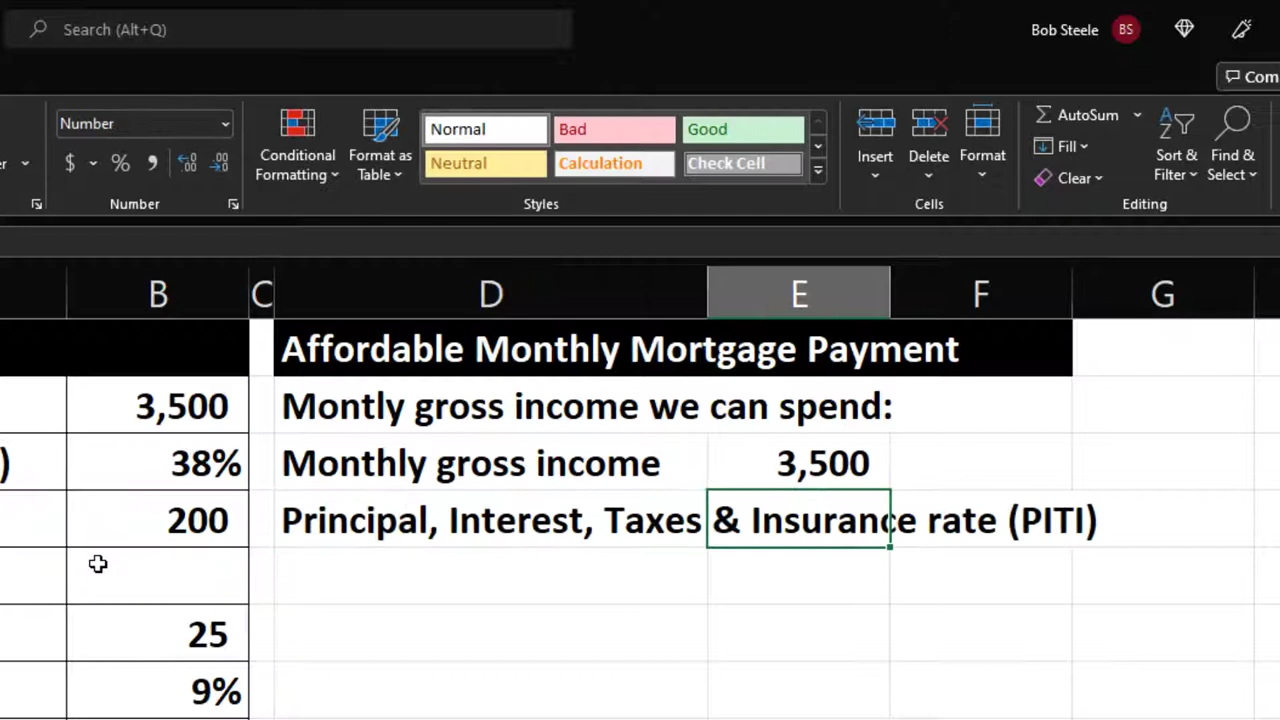 Search (Alt+Q)
Bob Steele
BS
Com
Number
$ % 9 .00 .00
Conditional Formatting
Format as Table
Normal
Bad
Good
Neutral
Calculation
Check Cell
Insert
Delete
Format
AutoSum
Fill
Clear
Sort & Filter
Find & Select
Number
Styles
Cells
Editing
B C D E F G
Affordable Monthly Mortgage Payment
3,500 Montly gross income we can spend:
) 38% Monthly gross income 3,500
200 Principal, Interest, Taxes & Insurance rate (PITI)
25
9%